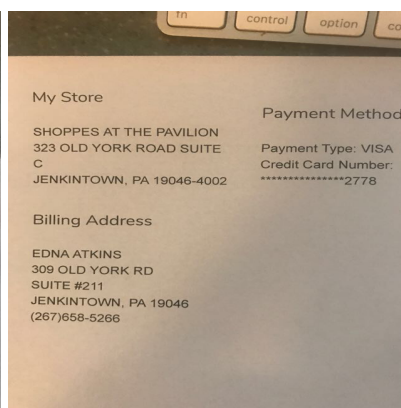 fn
control
option
My Store
SHOPPES AT THE PAVILION
323 OLD YORK ROAD SUITE
C
JENKINTOWN, PA 19046-4002
Payment Method
Payment Type: VISA
Credit Card Number:
***************2778
Billing Address
EDNA ATKINS
309 OLD YORK RD
SUITE #211
JENKINTOWN, PA 19046
(267)658-5266